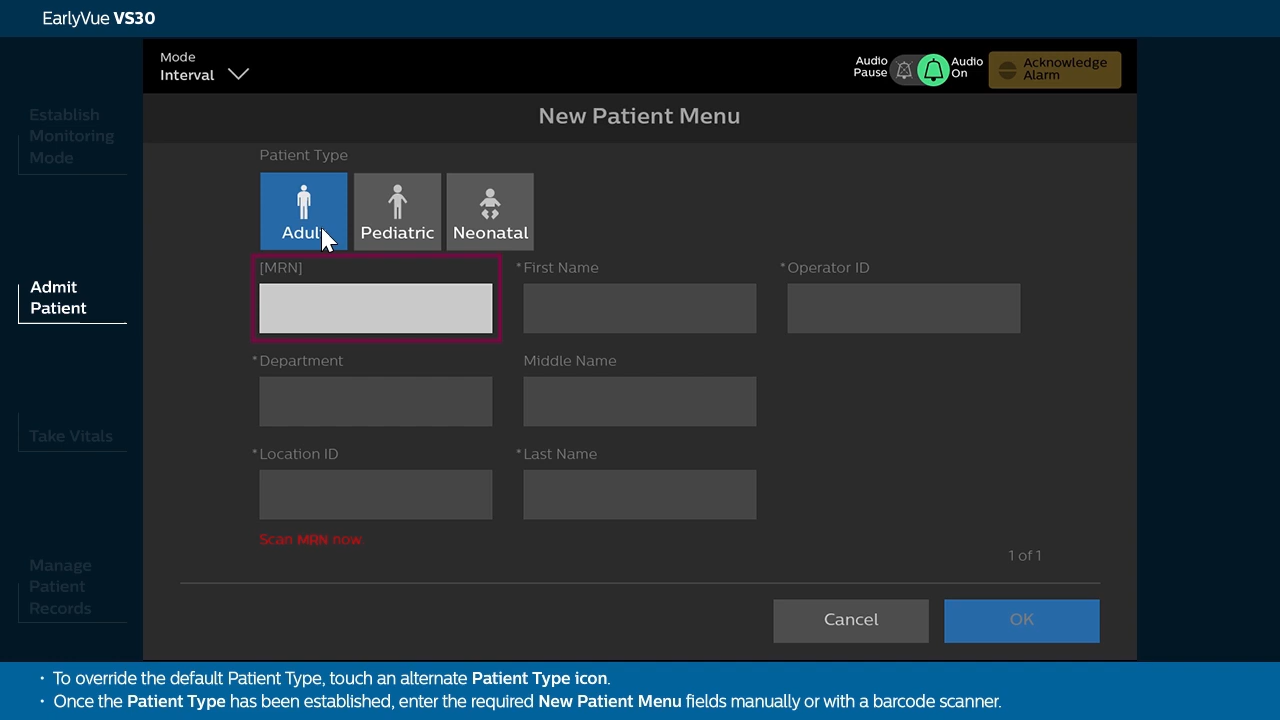 EarlyVue VS30
Mode
Interval
Audio
Pause
Audio
On
Acknowledge
Alarm
Establish
Monitoring
Mode
Admit
Patient
Take Vitals
Manage
Patient
Records
New Patient Menu
Patient Type
Adult
Pediatric
Neonatal
[MRN]
*First Name
*Operator ID
*Department
Middle Name
*Location ID
*Last Name
Scan MRN now
1 of 1
Cancel
OK
· To override the default Patient Type, touch an alternate Patient Type icon.
· Once the Patient Type has been established, enter the required New Patient Menu fields manually or with a barcode scanner.